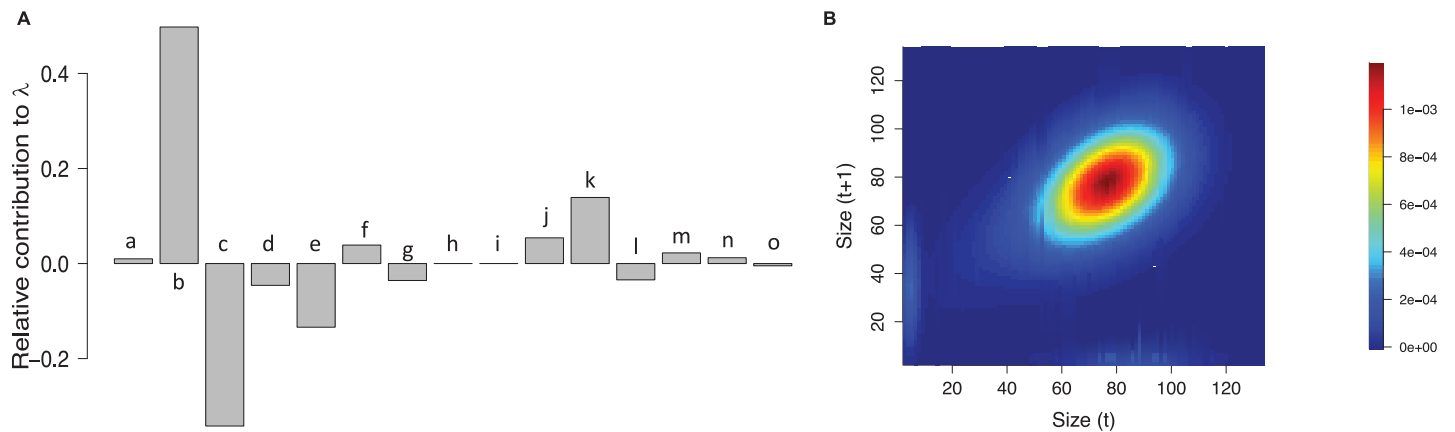 A
Relative contribution to λ
0.4
0.2
0.0
−0.2
a
b
c
d
e
f
g
h
i
j
k
l
m
n
o
B
Size (t+1)
120
100
80
60
40
20
20 40 60 80 100 120
Size (t)
1e−03
8e−04
6e−04
4e−04
2e−04
0e+00